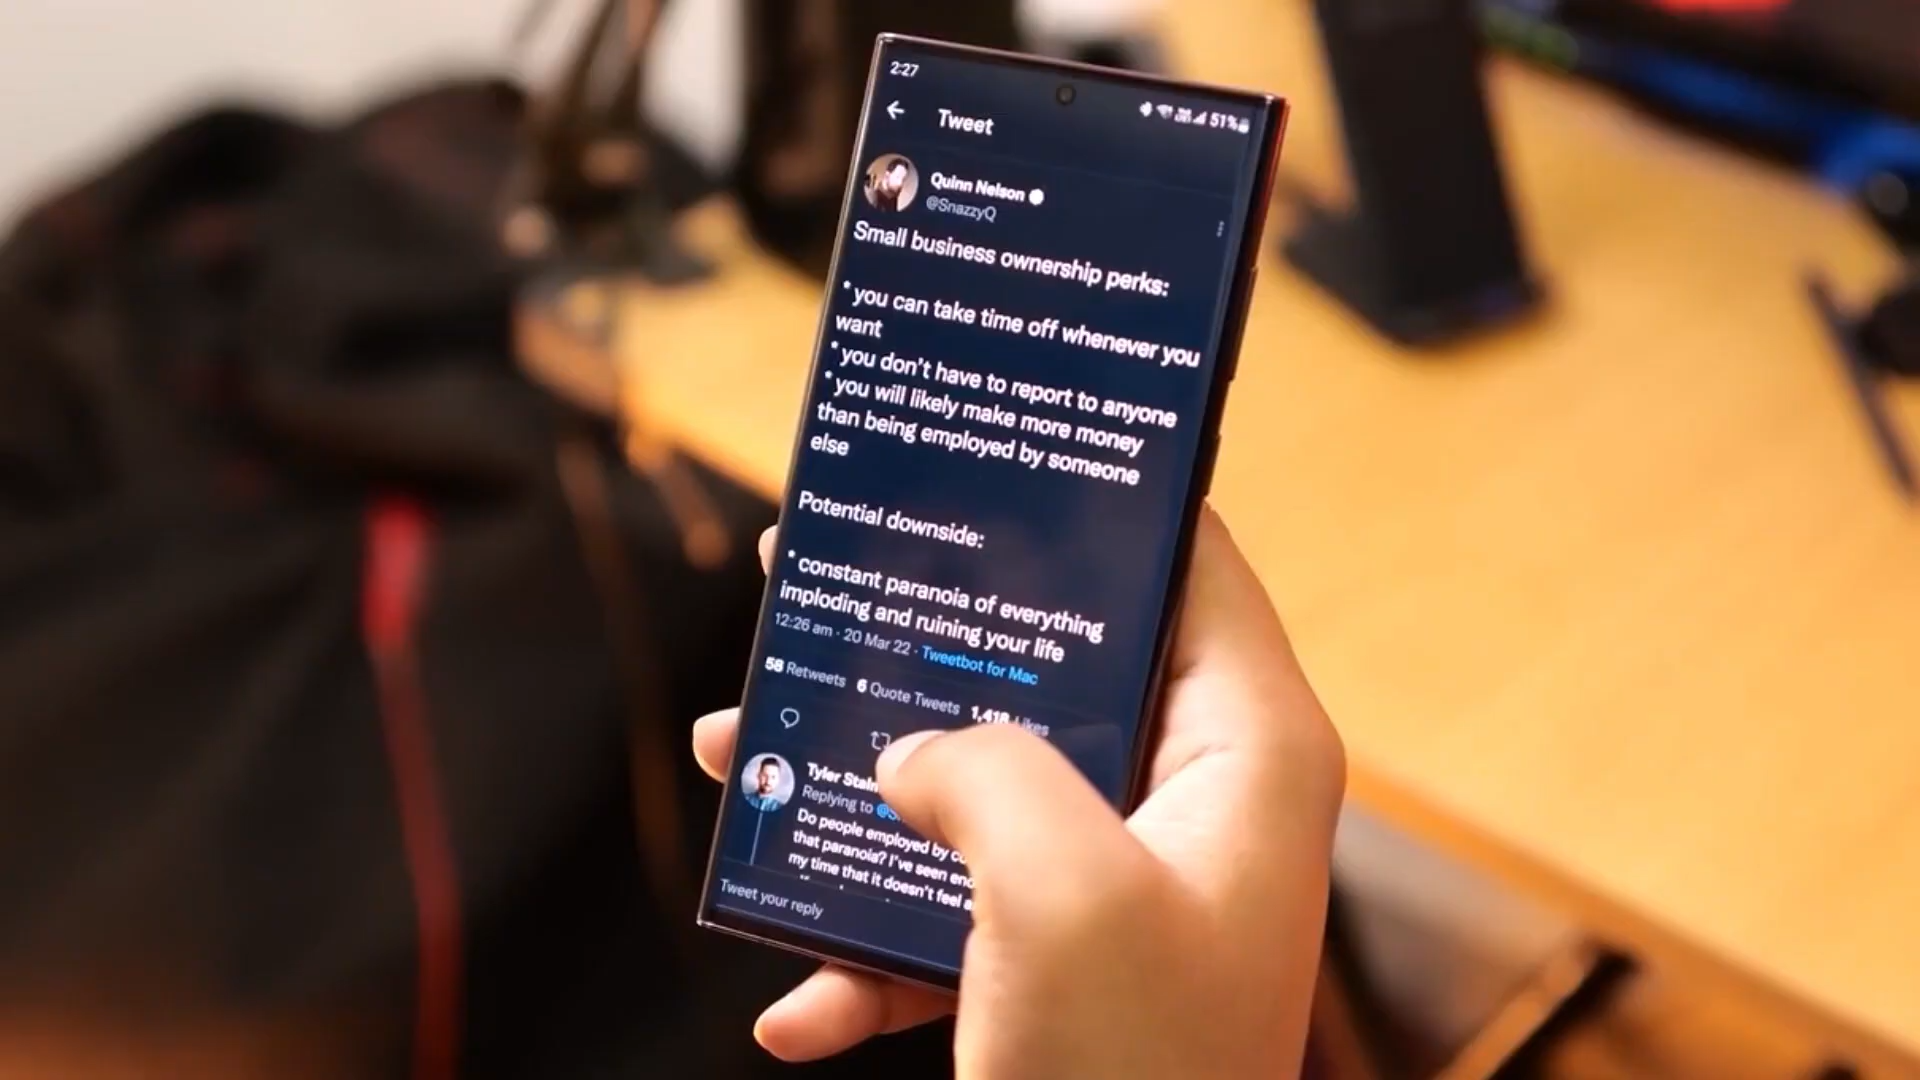 2:27
51%
Tweet
Quinn Nelson
@SnazzyQ
Small business ownership perks:
* you can take time off whenever you
want
* you don't have to report to anyone
* you will likely make more money
than being employed by someone
else
Potential downside:
* constant paranoia of everything
imploding and ruining your life
12:26 am · 20 Mar 22 · Tweetbot for Mac
58 Retweets 6 Quote Tweets 1,418 Likes
Tyler
Replying to
Do people employed by
that paranoia? I've seen
my time that it doesn't feel
Tweet your reply